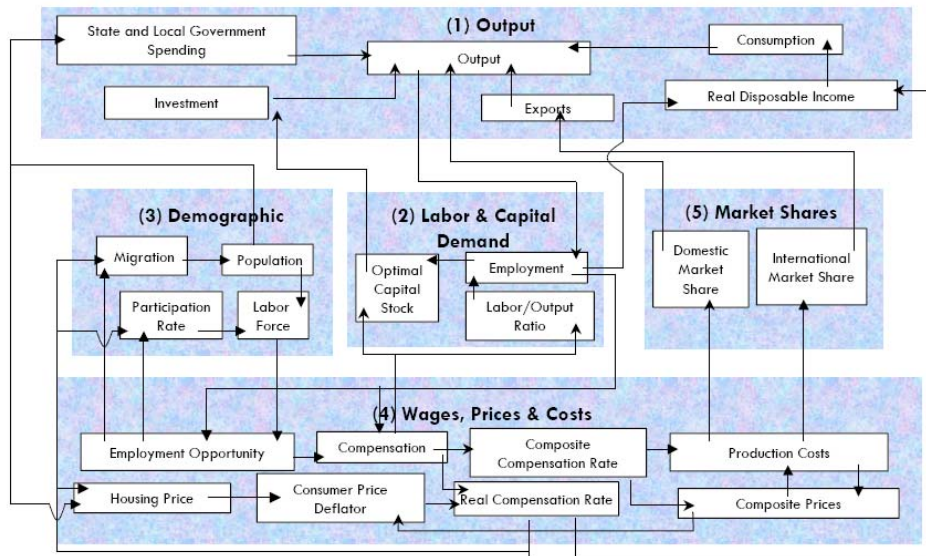 (1) Output
State and Local Government
Spending
Output
Consumption
Investment
Exports
Real Disposable Income
(3) Demographic
Migration
Population
Participation
Rate
Labor
Force
(2) Labor & Capital
Demand
Optimal
Capital
Stock
Employment
Labor/Output
Ratio
(5) Market Shares
Domestic
Market
Share
International
Market Share
(4) Wages, Prices & Costs
Employment Opportunity
Compensation
Composite
Compensation Rate
Production Costs
Housing Price
Consumer Price
Deflator
Real Compensation Rate
Composite Prices